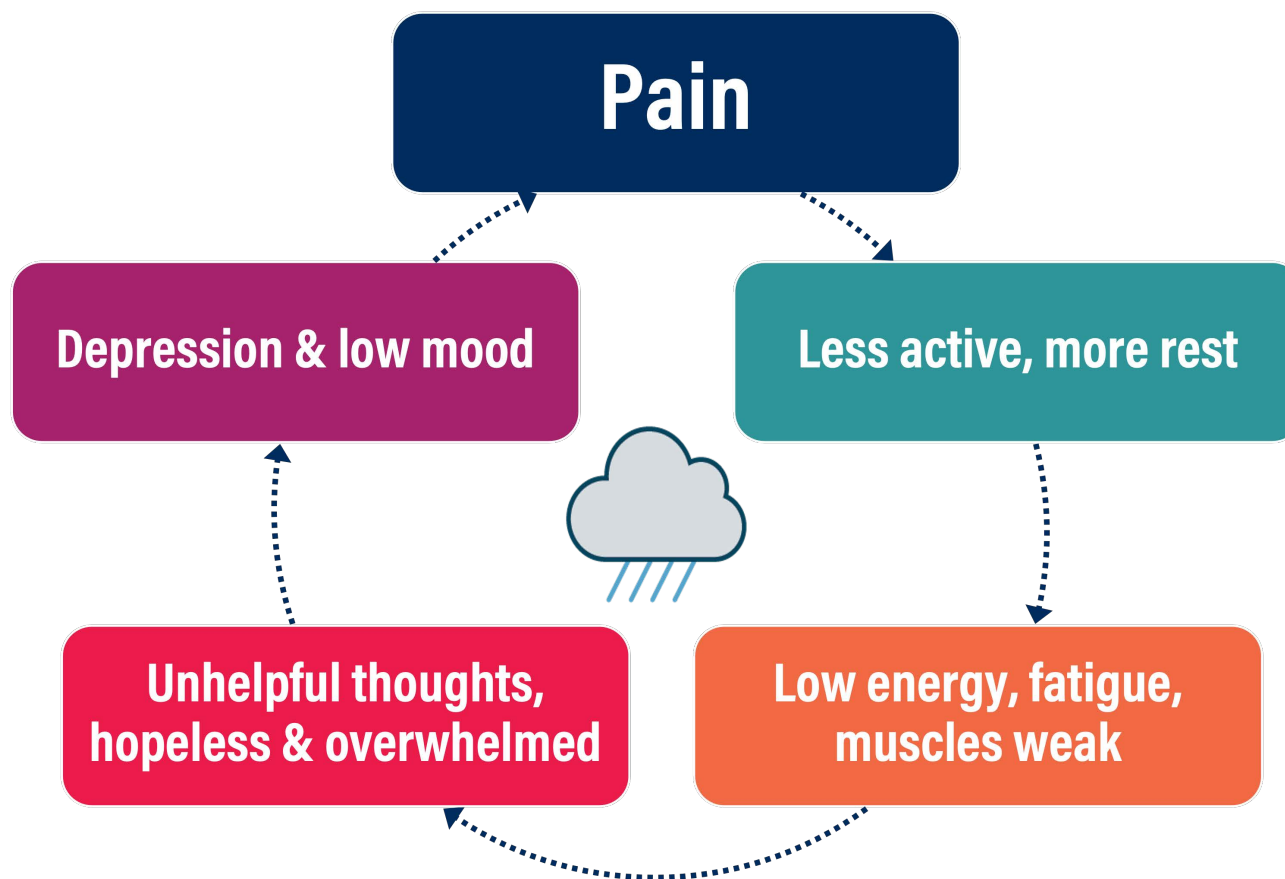 Pain
Depression & low mood
Less active, more rest
Unhelpful thoughts,
hopeless & overwhelmed
Low energy, fatigue,
muscles weak